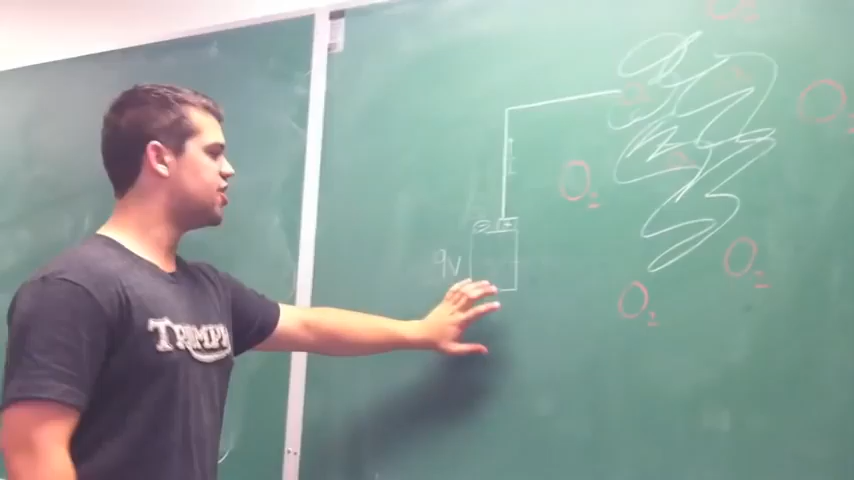 O₂
O₂
O₂
- +
9V
O₂
O₂
TRIUMPH